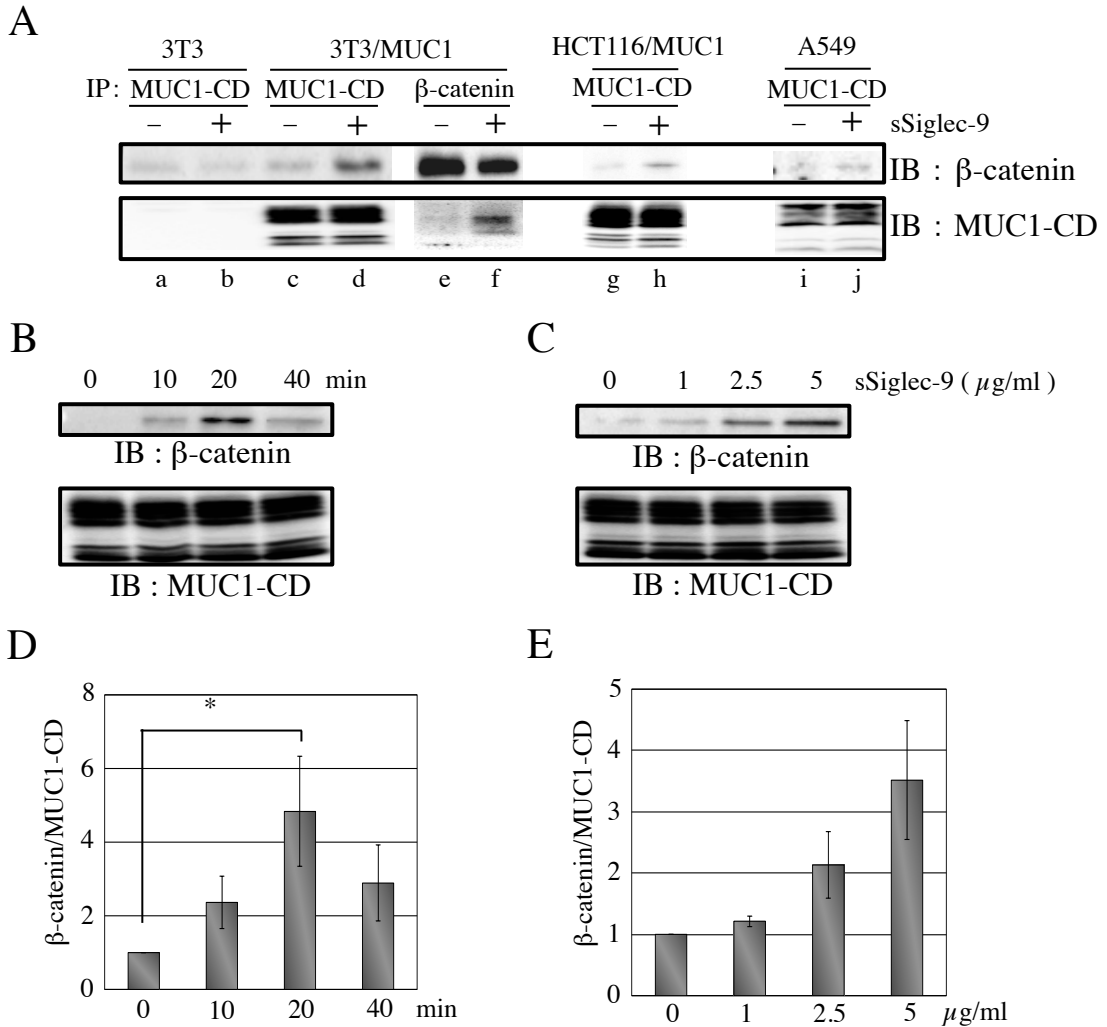 A
3T3 3T3/MUC1 HCT116/MUC1 A549
IP: MUC1-CD MUC1-CD β-catenin MUC1-CD MUC1-CD
− + − + − + − + − + sSiglec-9
IB : β-catenin
IB : MUC1-CD
a b c d e f g h i j
B
0 10 20 40 min
IB : β-catenin
IB : MUC1-CD
C
0 1 2.5 5 sSiglec-9 ( µg/ml )
IB : β-catenin
IB : MUC1-CD
D
β-catenin/MUC1-CD
8
6
4
2
0
*
0 10 20 40 min
E
β-catenin/MUC1-CD
5
4
3
2
1
0
0 1 2.5 5 µg/ml